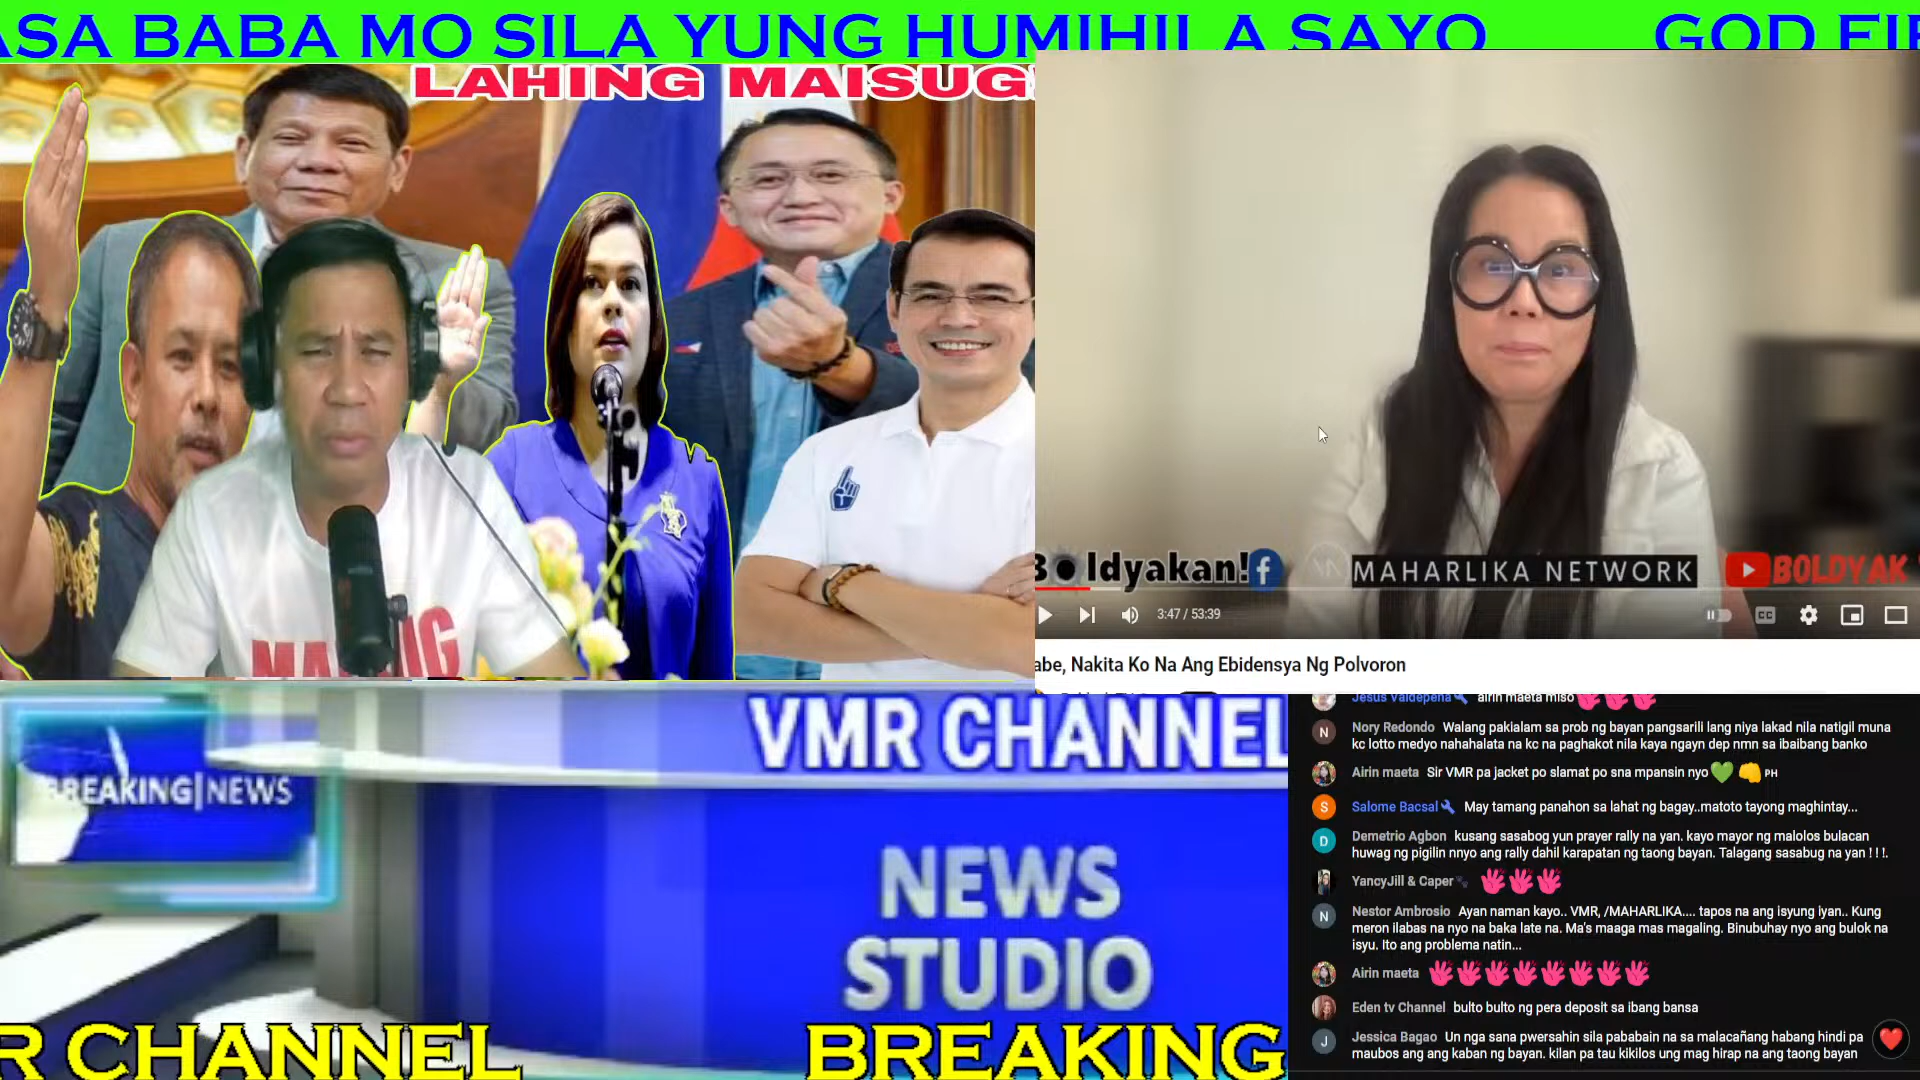 ASA BABA MO SILA YUNG HUMIHILA SAYO GOD FI
LAHING MAISUG
MA UG
B ldyakan!
MAHARLIKA NETWORK
BOLDYAK
3:47 / 53:39
CC
abe, Nakita Ko Na Ang Ebidensya Ng Polvoron
VMR CHANNEL
BREAKING|NEWS
NEWS
STUDIO
R CHANNEL BREAKING
Jesus Valdepeña airin maeta miso
N Nory Redondo Walang pakialam sa prob ng bayan pangsarili lang niya lakad nila natigil muna
kc lotto medyo nahahalata na kc na paghakot nila kaya ngayn dep nmn sa ibaibang banko
Airin maeta Sir VMR pa jacket po slamat po sna mpansin nyo💚👊PH
S Salome Bacsal May tamang panahon sa lahat ng bagay..matoto tayong maghintay...
D Demetrio Agbon kusang sasabog yun prayer rally na yan. kayo mayor ng malolos bulacan
huwag ng pigilin nnyo ang rally dahil karapatan ng taong bayan. Talagang sasabug na yan ! ! !.
YancyJill & Caper
N Nestor Ambrosio Ayan naman kayo.. VMR, /MAHARLIKA.... tapos na ang isyung iyan.. Kung
meron ilabas na nyo na baka late na. Ma's maaga mas magaling. Binubuhay nyo ang bulok na
isyu. Ito ang problema natin...
Airin maeta
Eden tv Channel bulto bulto ng pera deposit sa ibang bansa
J Jessica Bagao Un nga sana pwersahin sila pababain na sa malacañang habang hindi pa
maubos ang ang kaban ng bayan. kilan pa tau kikilos ung mag hirap na ang taong bayan